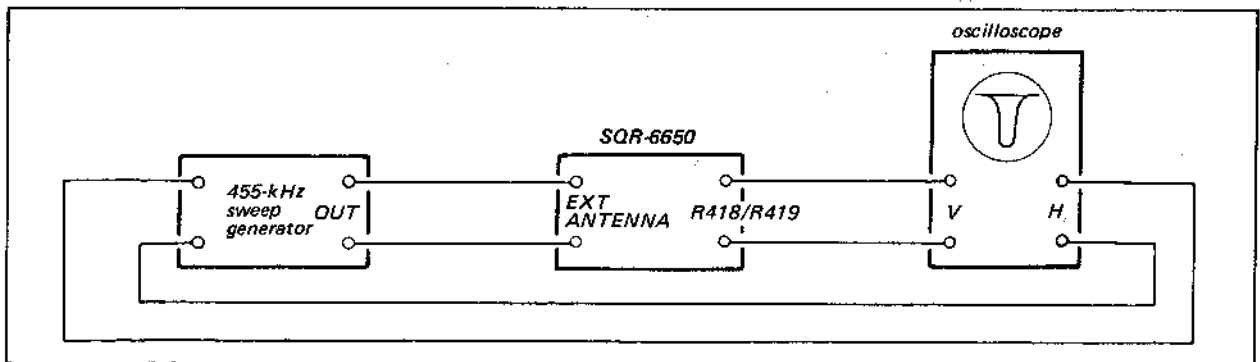 oscilloscope
SQR-6650
455-kHz
sweep
generator
OUT
EXT
ANTENNA
R418/R419
V
H